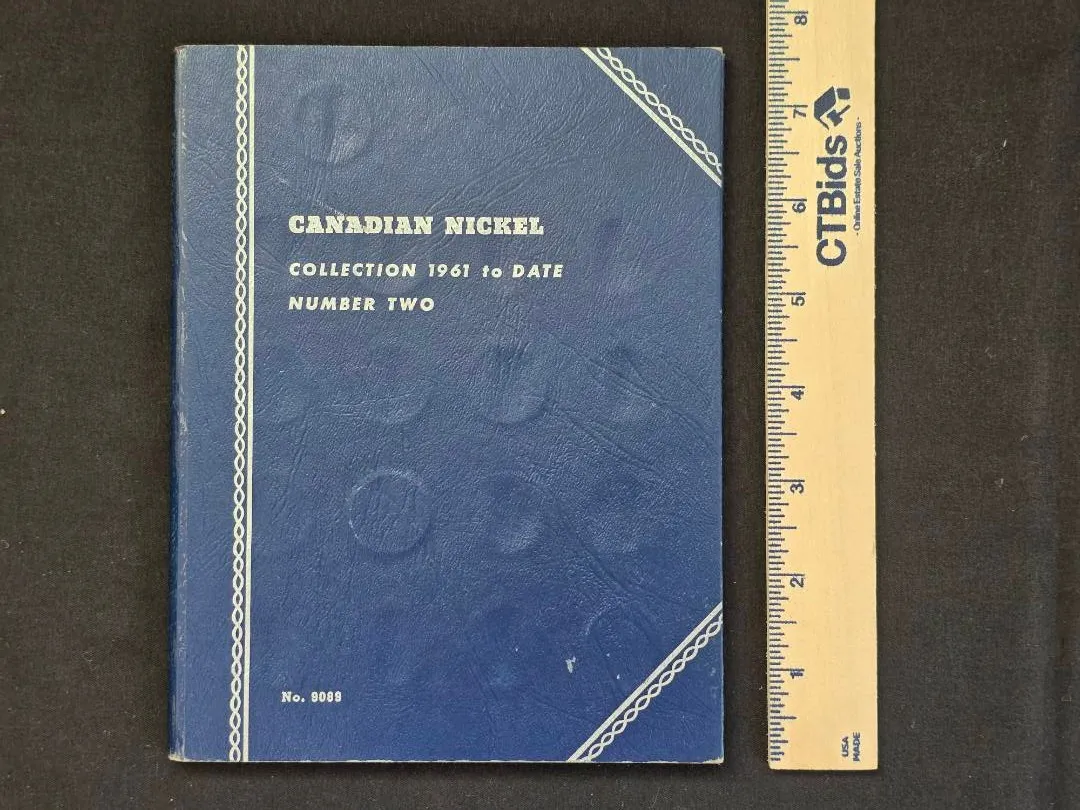 CANADIAN NICKEL
COLLECTION 1961 to DATE
NUMBER TWO
No. 9089
8
7
6
5
4
3
2
1
CTBids
- Online Estate Sale Auctions -
USA
MADE